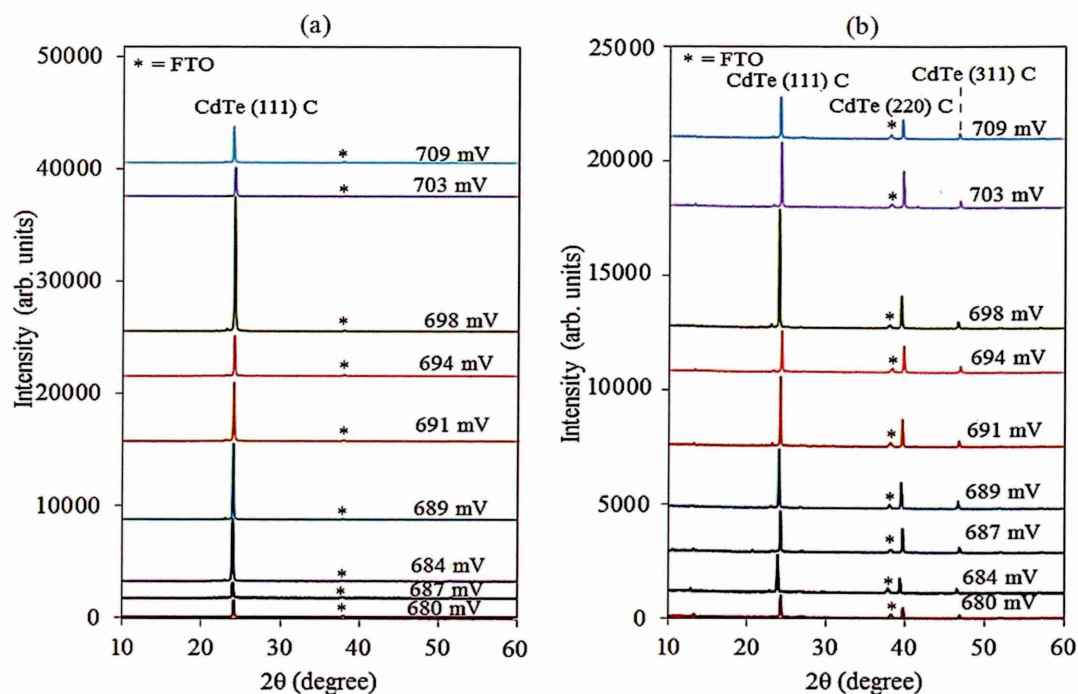 (a)
50000
* = FTO
CdTe (111) C
*
709 mV
40000
*
703 mV
30000
*
698 mV
*
694 mV
20000
*
691 mV
*
689 mV
10000
*
684 mV
*
687 mV
*
680 mV
0
10 20 30 40 50 60
2θ (degree)
Intensity (arb. units)
(b)
25000
* = FTO
CdTe (111) C
CdTe (311) C
CdTe (220) C
*
709 mV
20000
*
703 mV
15000
*
698 mV
*
694 mV
10000
*
691 mV
*
689 mV
5000
*
687 mV
*
684 mV
*
680 mV
0
10 20 30 40 50 60
2θ (degree)
Intensity (arb. units)